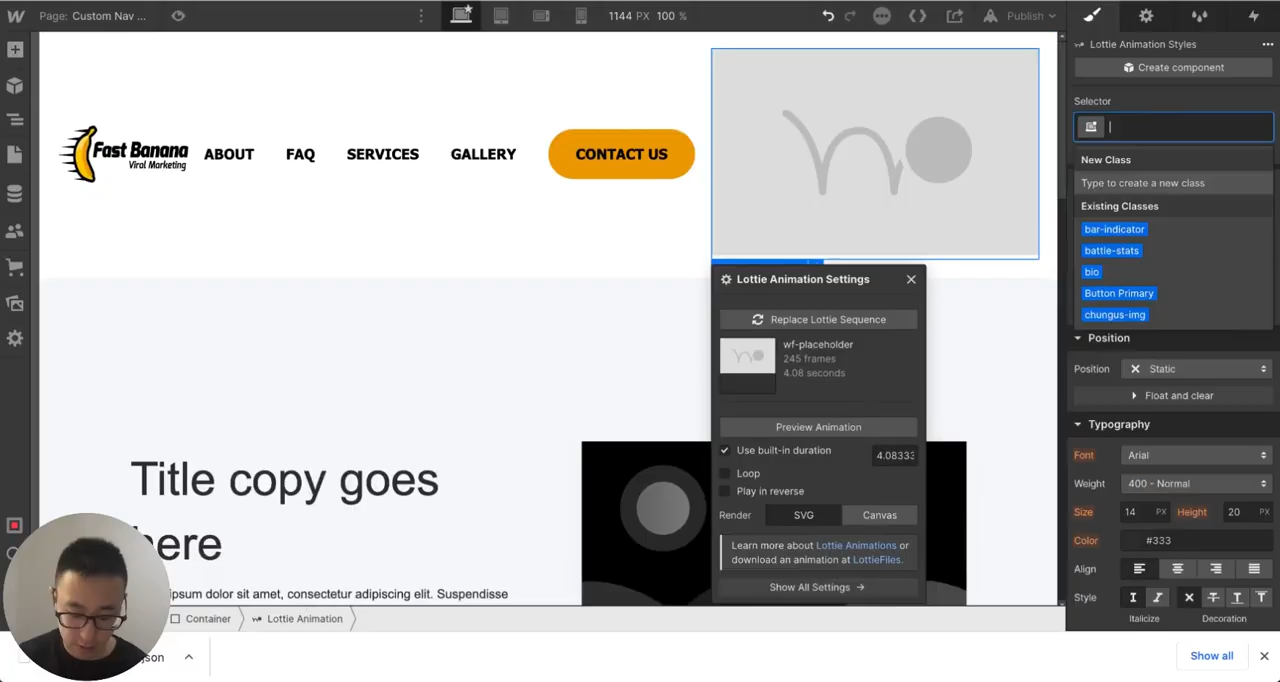 Page: Custom Nav ...
1144 PX 100 %
Publish
Lottie Animation Styles
Create component
Selector
New Class
Type to create a new class
Existing Classes
bar-indicator
battle-stats
bio
Button Primary
chungus-img
Position
Position Static
Float and clear
Typography
Font Arial
Weight 400 - Normal
Size 14 PX Height 20 PX
Color #333
Align
Style
Italicize Decoration
Fast Banana
Viral Marketing
ABOUT
FAQ
SERVICES
GALLERY
CONTACT US
Lottie Animation Settings
Replace Lottie Sequence
wf-placeholder
245 frames
4.08 seconds
Preview Animation
Use built-in duration 4.08333
Loop
Play in reverse
Render SVG Canvas
Learn more about Lottie Animations or
download an animation at LottieFiles.
Show All Settings
Title copy goes
here
ipsum dolor sit amet, consectetur adipiscing elit. Suspendisse
Container
Lottie Animation
json
Show all